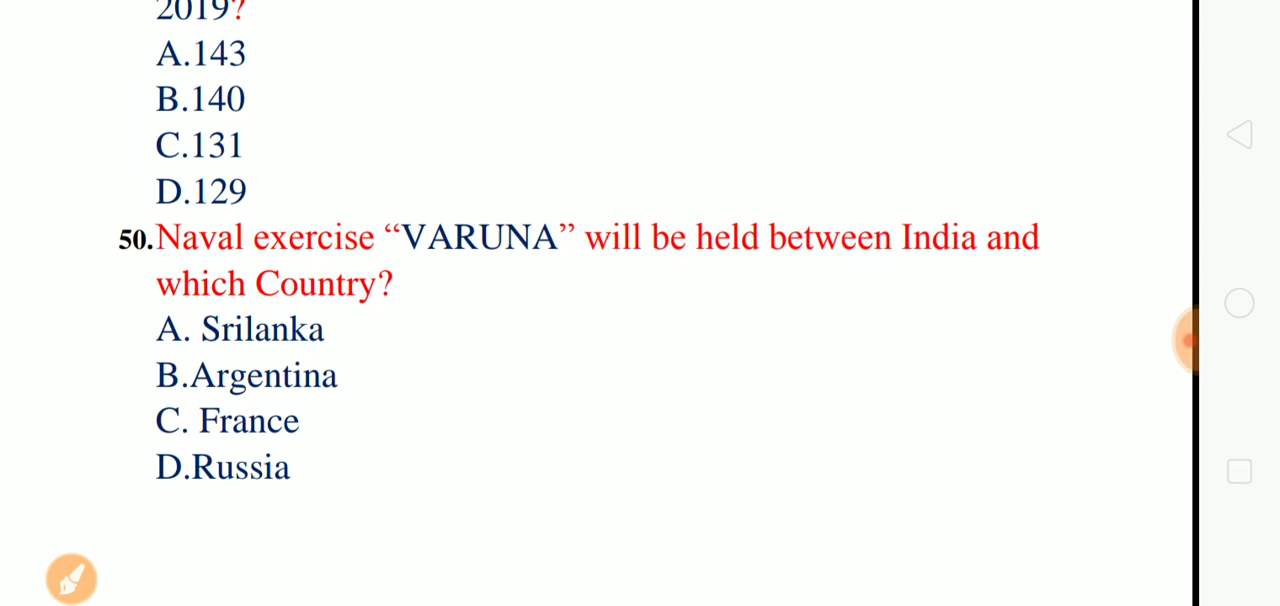 2019?
A.143
B.140
C.131
D.129
50.Naval exercise “VARUNA” will be held between India and
which Country?
A. Srilanka
B.Argentina
C. France
D.Russia